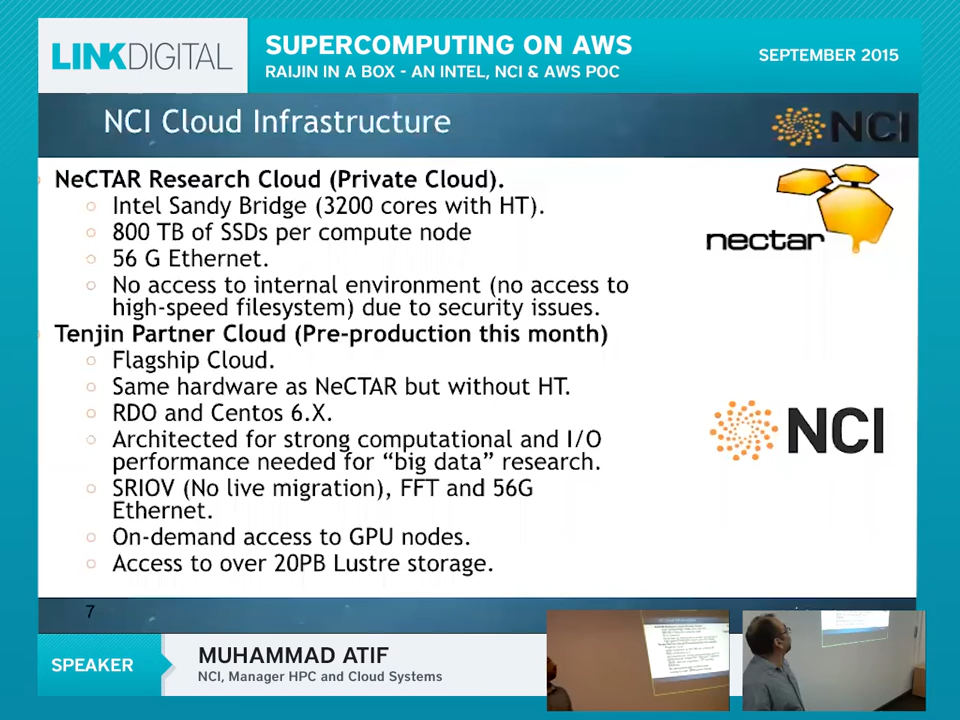 LINKDIGITAL
SUPERCOMPUTING ON AWS
RAIJIN IN A BOX - AN INTEL, NCI & AWS POC
SEPTEMBER 2015
NCI Cloud Infrastructure
NCI
NeCTAR Research Cloud (Private Cloud).
Intel Sandy Bridge (3200 cores with HT).
800 TB of SSDs per compute node
56 G Ethernet.
No access to internal environment (no access to
high-speed filesystem) due to security issues.
nectar
Tenjin Partner Cloud (Pre-production this month)
Flagship Cloud.
Same hardware as NeCTAR but without HT.
RDO and Centos 6.X.
Architected for strong computational and I/O
performance needed for “big data” research.
SRIOV (No live migration), FFT and 56G
Ethernet.
On-demand access to GPU nodes.
Access to over 20PB Lustre storage.
NCI
7
SPEAKER
MUHAMMAD ATIF
NCI, Manager HPC and Cloud Systems